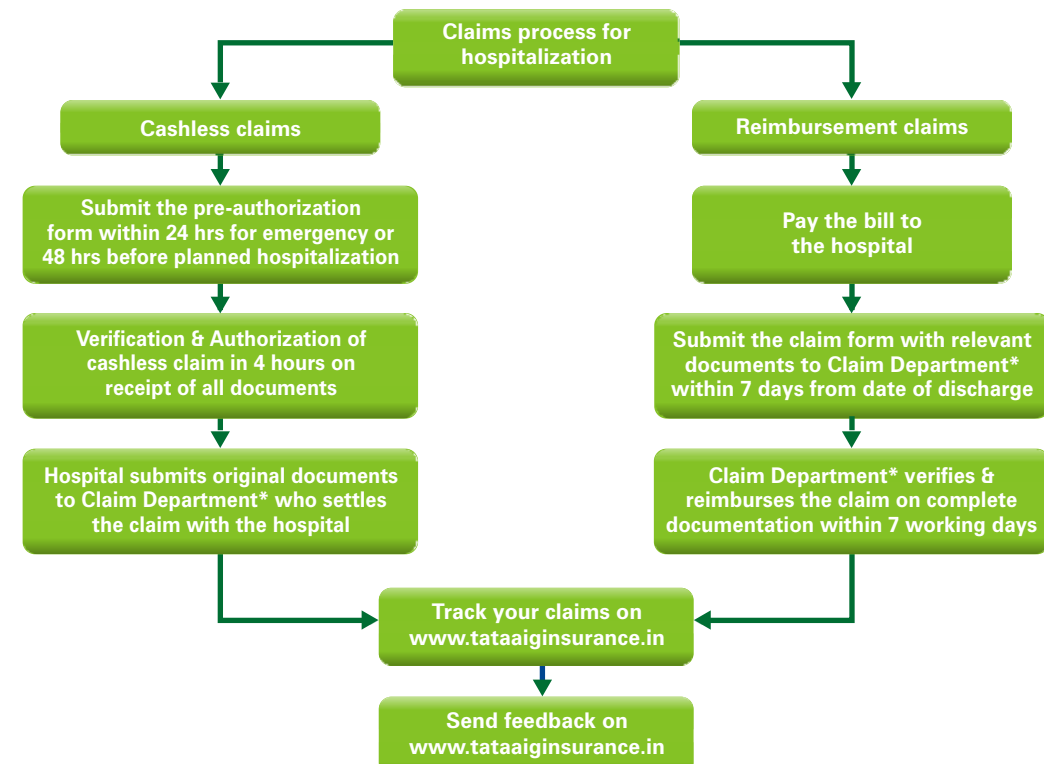 Claims process for
hospitalization
Cashless claims
Submit the pre-authorization
form within 24 hrs for emergency or
48 hrs before planned hospitalization
Verification & Authorization of
cashless claim in 4 hours on
receipt of all documents
Hospital submits original documents
to Claim Department* who settles
the claim with the hospital
Reimbursement claims
Pay the bill to
the hospital
Submit the claim form with relevant
documents to Claim Department*
within 7 days from date of discharge
Claim Department* verifies &
reimburses the claim on complete
documentation within 7 working days
Track your claims on
www.tataaiginsurance.in
Send feedback on
www.tataaiginsurance.in